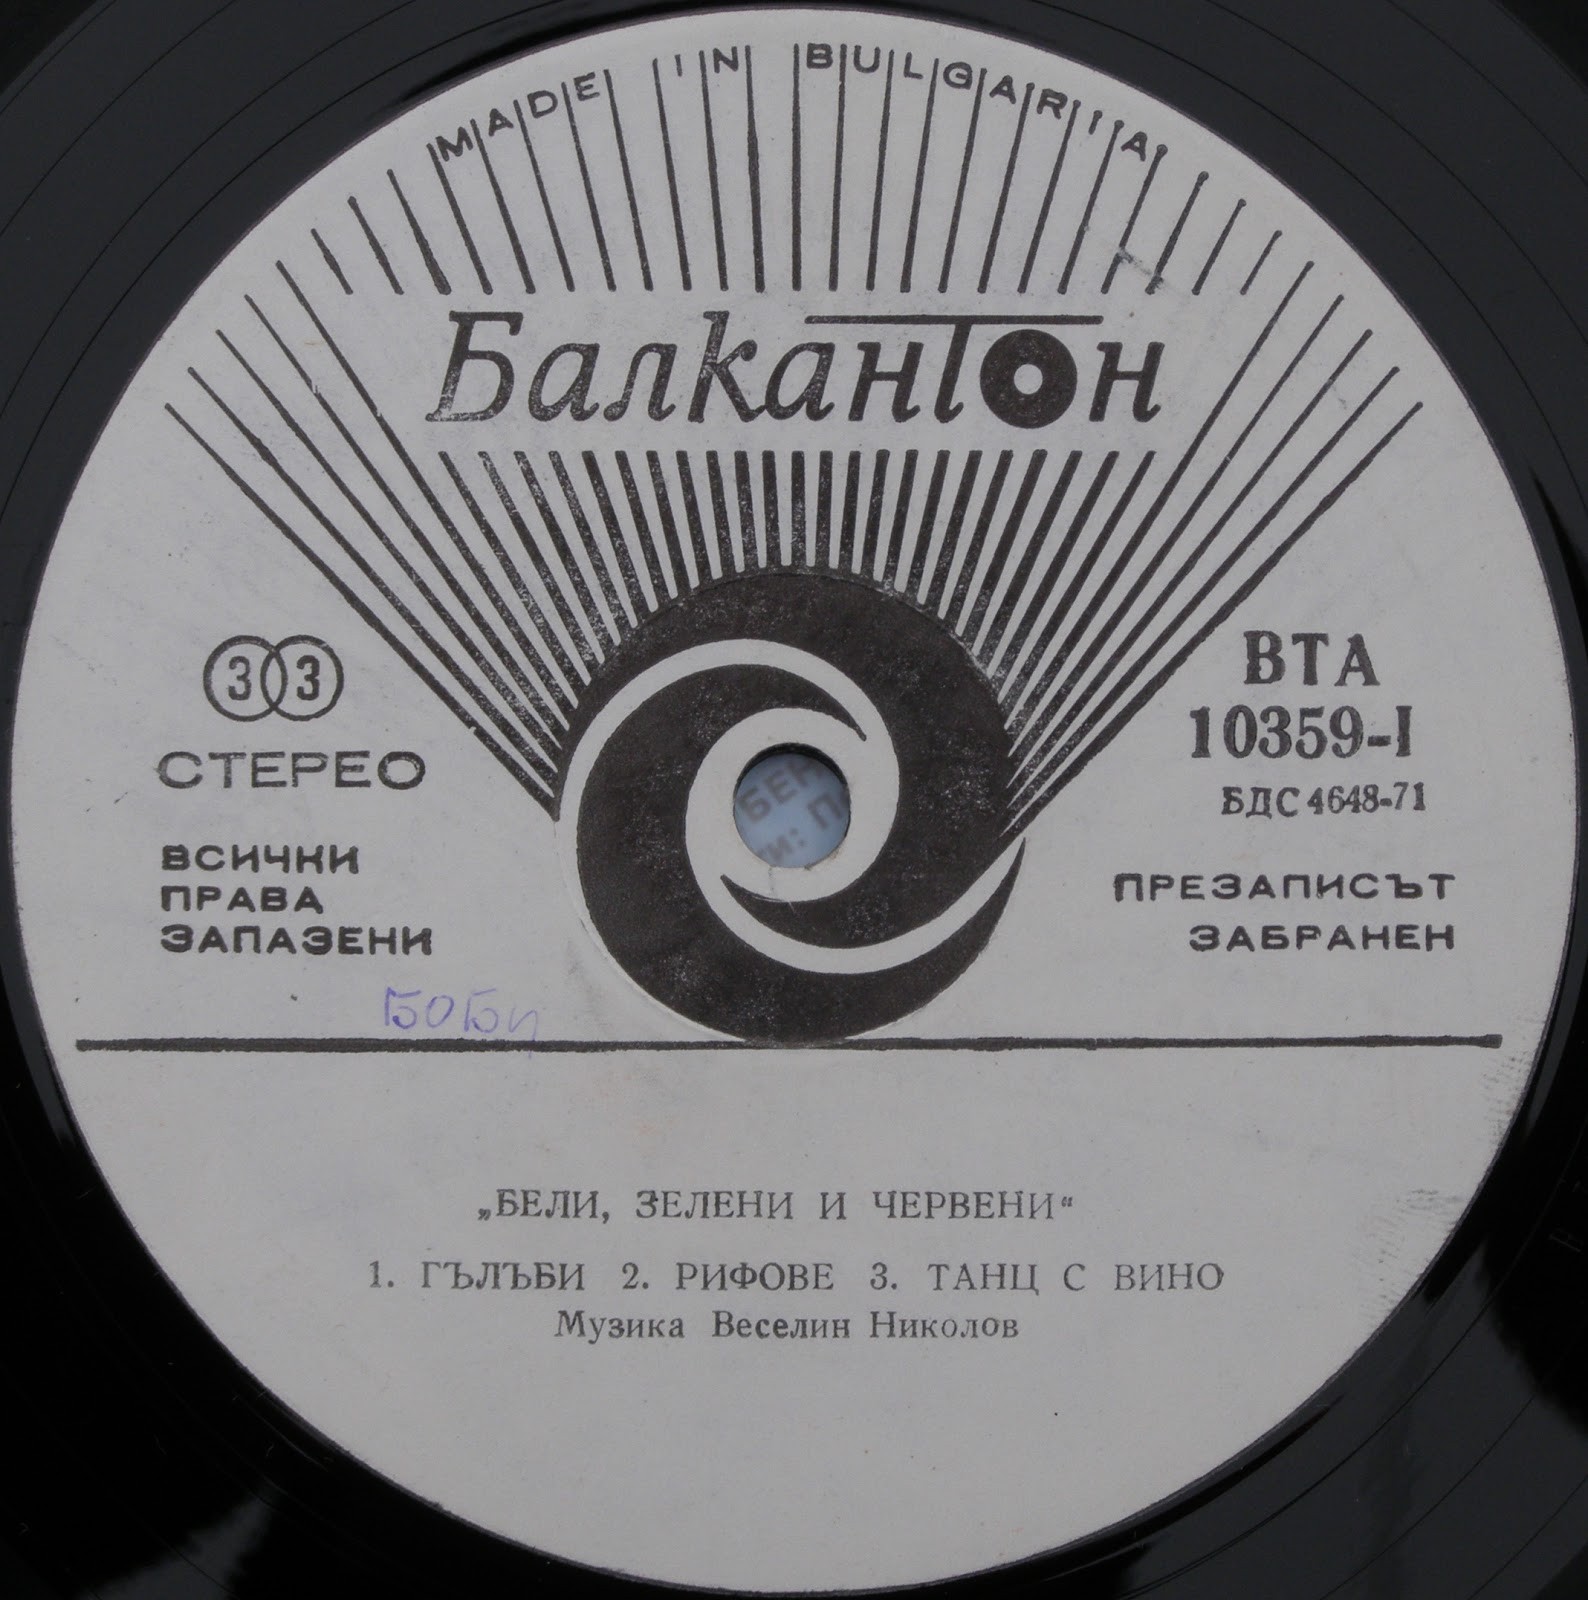 MADE IN BULGARIA
Балкантон
33
СТЕРЕО
ВСИЧКИ
ПРАВА
ЗАПАЗЕНИ
ВТА
10359-I
БДС 4648-71
ПРЕЗАПИСЪТ
ЗАБРАНЕН
БОБИ
„БЕЛИ, ЗЕЛЕНИ И ЧЕРВЕНИ“
1. ГЪЛЪБИ 2. РИФОВЕ 3. ТАНЦ С ВИНО
Музика Веселин Николов